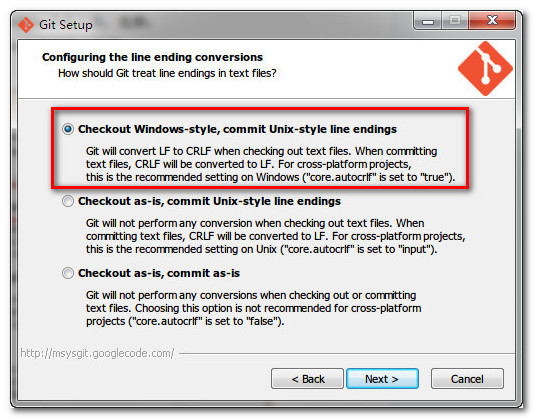 Git Setup
Configuring the line ending conversions
How should Git treat line endings in text files?
Checkout Windows-style, commit Unix-style line endings
Git will convert LF to CRLF when checking out text files. When committing
text files, CRLF will be converted to LF. For cross-platform projects,
this is the recommended setting on Windows ("core.autocrlf" is set to "true").
Checkout as-is, commit Unix-style line endings
Git will not perform any conversion when checking out text files. When
committing text files, CRLF will be converted to LF. For cross-platform projects,
this is the recommended setting on Unix ("core.autocrlf" is set to "input").
Checkout as-is, commit as-is
Git will not perform any conversions when checking out or committing
text files. Choosing this option is not recommended for cross-platform
projects ("core.autocrlf" is set to "false").
http://msysgit.googlecode.com/
< Back
Next >
Cancel